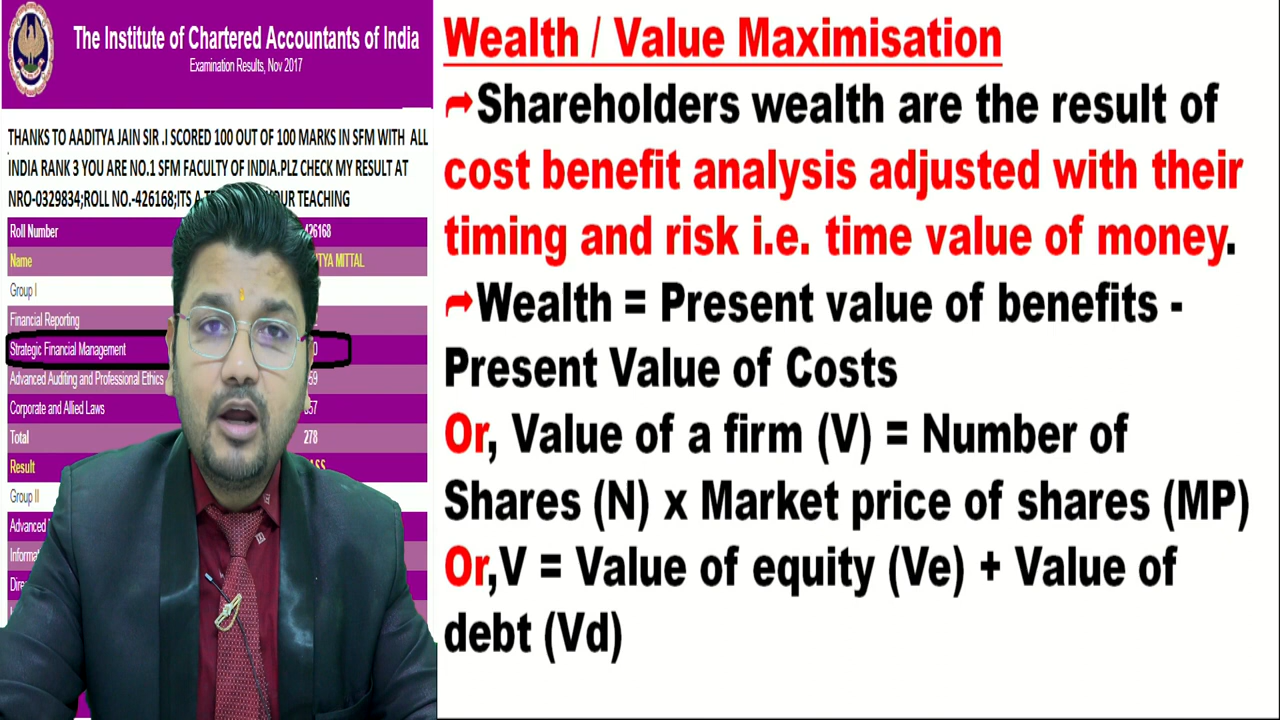 The Institute of Chartered Accountants of India
Examination Results, Nov 2017
THANKS TO AADITYA JAIN SIR .I SCORED 100 OUT OF 100 MARKS IN SFM WITH ALL
INDIA RANK 3 YOU ARE NO.1 SFM FACULTY OF INDIA.PLZ CHECK MY RESULT AT
NRO-0329834;ROLL NO.-426168;ITS A YOUR TEACHING
Roll Number 426168
Name MITTAL
Group I
Financial Reporting
Strategic Financial Management
Advanced Auditing and Professional Ethics
Corporate and Allied Laws
Total 278
Result
Group II
Wealth / Value Maximisation
Shareholders wealth are the result of
cost benefit analysis adjusted with their
timing and risk i.e. time value of money.
Wealth = Present value of benefits -
Present Value of Costs
Or, Value of a firm (V) = Number of
Shares (N) x Market price of shares (MP)
Or,V = Value of equity (Ve) + Value of
debt (Vd)